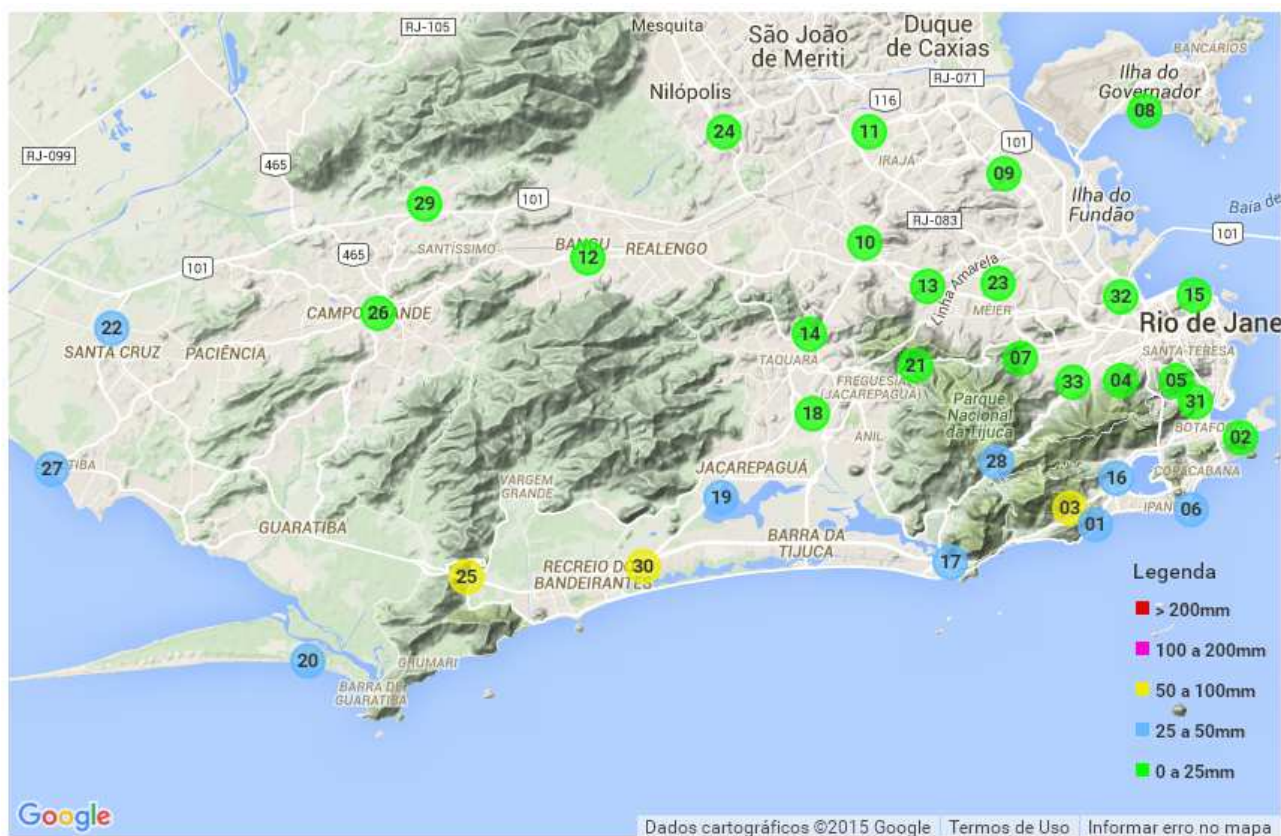 RJ-105
Mesquita
São João
de Meriti
Duque
de Caxias
BANCÁRIOS
RJ-071
Ilha do
Governador
Nilópolis
116
08
24
11
101
IRAJÁ
RJ-099
465
09
29
101
Ilha do
Fundão
RJ-083
Baía de
101
SANTÍSSIMO
10
BANGU
REALENGO
465
12
101
Linha Amarela
13
23
32
15
MÉIER
22
CAMPO GRANDE
26
Rio de Jane
SANTA CRUZ
PACIÊNCIA
14
TAQUARA
SANTA TERESA
07
21
FREGUESIA
(JACAREPAGUÁ)
33
04
05
31
Parque
Nacional
da Tijuca
18
BOTAFO
ANIL
02
27
TIBA
28
JACAREPAGUÁ
COPACABANA
16
VARGEM
GRANDE
19
03
IPAN
06
01
GUARATIBA
BARRA DA
TIJUCA
17
25
RECREIO DO
BANDEIRANTES
30
Legenda
> 200mm
100 a 200mm
50 a 100mm
25 a 50mm
0 a 25mm
20
GRUMARI
BARRA DE
GUARATIBA
Google
Dados cartográficos ©2015 Google
Termos de Uso
Informar erro no mapa